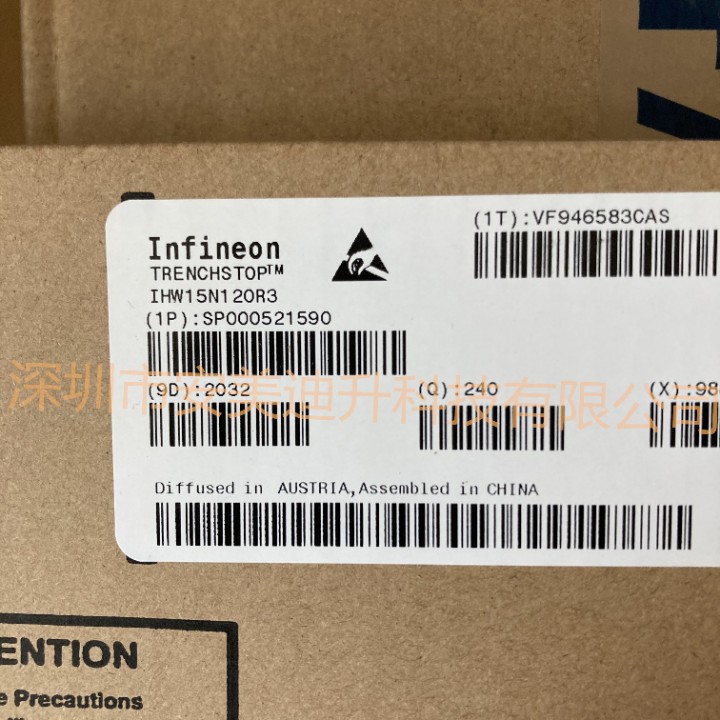 (1T):VF946583CAS
Infineon
TRENCHSTOP™
IHW15N120R3
(1P):SP000521590
深圳市安美迪升科技有限公司
(9D):2032 (Q):240 (X):98
Diffused in AUSTRIA,Assembled in CHINA
ENTION
e Precautions